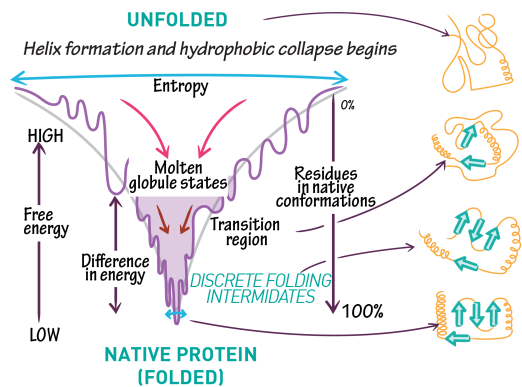 UNFOLDED
Helix formation and hydrophobic collapse begins
Entropy
0%
HIGH
Molten
globule states
Residues
in native
conformations
Free
energy
Transition
region
Difference
in energy
DISCRETE FOLDING
INTERMIDATES
100%
LOW
NATIVE PROTEIN
(FOLDED)